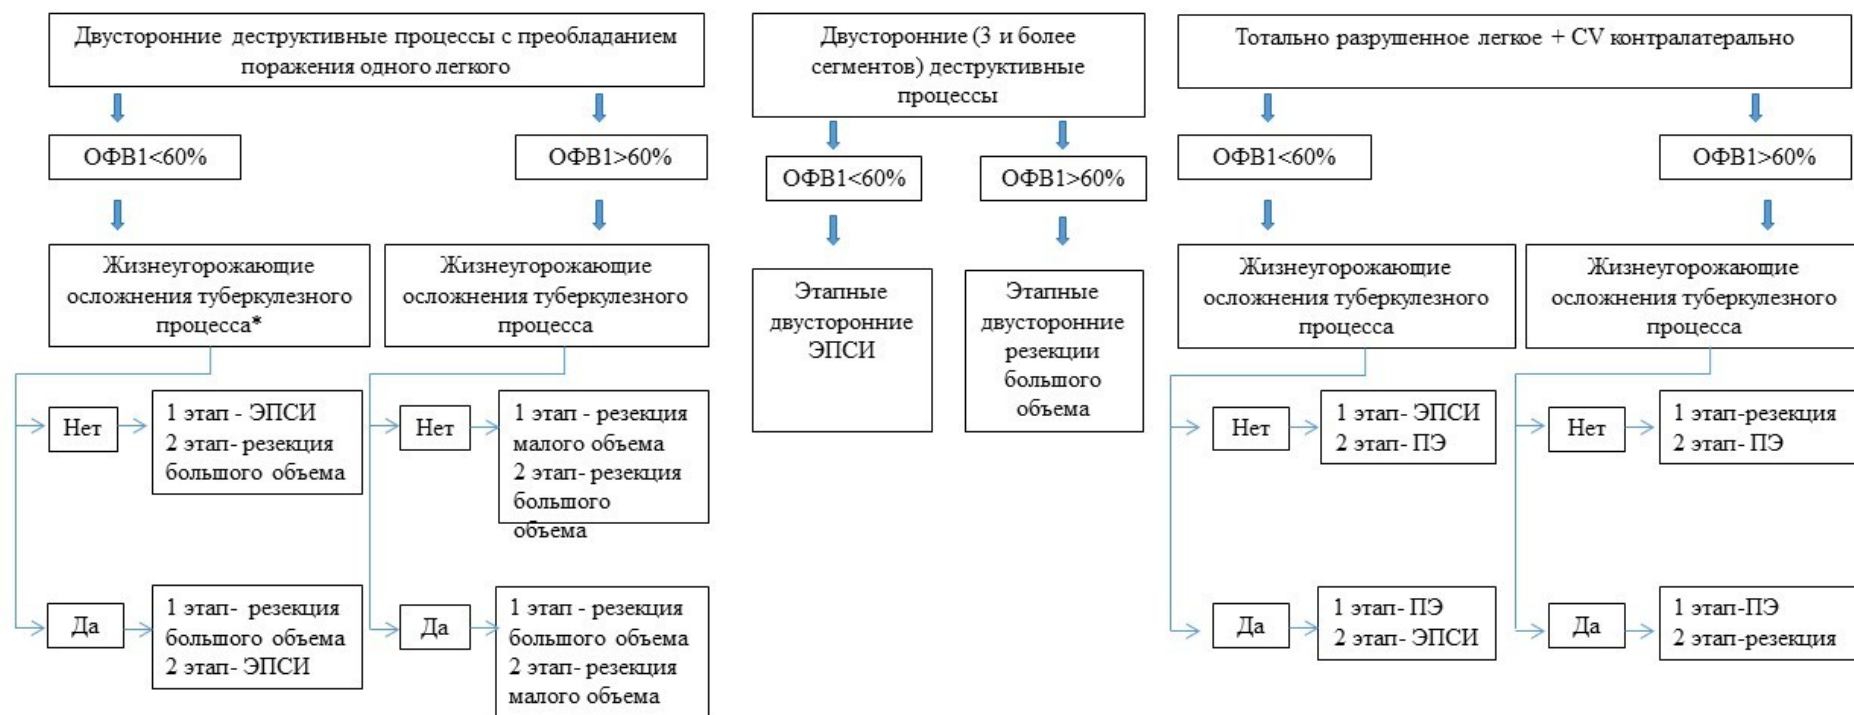 Двусторонние деструктивные процессы с преобладанием
поражения одного легкого
ОФВ1<60%
ОФВ1>60%
Жизнеугорожающие
осложнения туберкулезного
процесса*
Жизнеугорожающие
осложнения туберкулезного
процесса
Нет
1 этап - ЭПСИ
2 этап- резекция
большого объема
Нет
1 этап - резекция
малого объема
2 этап- резекция
большого
объема
Да
1 этап- резекция
большого объема
2 этап- ЭПСИ
Да
1 этап - резекция
большого объема
2 этап- резекция
малого объема
Двусторонние (3 и более
сегментов) деструктивные
процессы
ОФВ1<60%
ОФВ1>60%
Этапные
двусторонние
ЭПСИ
Этапные
двусторонние
резекции
большого
объема
Тотально разрушенное легкое + CV контралатерально
ОФВ1<60%
ОФВ1>60%
Жизнеугорожающие
осложнения туберкулезного
процесса
Жизнеугорожающие
осложнения туберкулезного
процесса
Нет
1 этап- ЭПСИ
2 этап- ПЭ
Нет
1 этап-резекция
2 этап- ПЭ
Да
1 этап- ПЭ
2 этап- ЭПСИ
Да
1 этап-ПЭ
2 этап-резекция